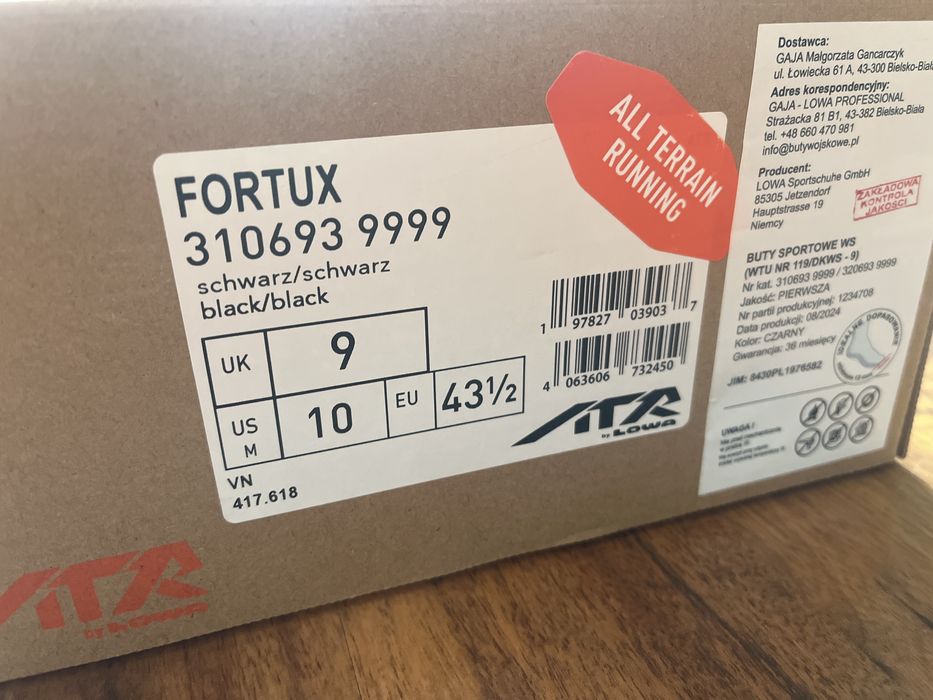 FORTUX
310693 9999
schwarz/schwarz
black/black
UK 9
US M 10 EU 43½
VN
417.618
ALL TERRAIN
RUNNING
1 97827 03903 7
4 063606 732450
ATR
by LOWA
ATR
by LOWA
Dostawca:
GAJA Małgorzata Gancarczyk
ul. Łowiecka 61 A, 43-300 Bielsko-Biała
Adres korespondencyjny:
GAJA - LOWA PROFESSIONAL
Strażacka 81 B1, 43-382 Bielsko-Biała
tel. +48 660 470 981
info@butywojskowe.pl
Producent:
LOWA Sportschuhe GmbH
85305 Jetzendorf
Hauptstrasse 19
Niemcy
ZAKŁADOWA
KONTROLA
JAKOŚCI
BUTY SPORTOWE WS
(WTU NR 119/DKWS - 9)
Nr kat. 310693 9999 / 320693 9999
Jakość: PIERWSZA
Nr partii produkcyjnej: 1234708
Data produkcji: 08/2024
Kolor: CZARNY
Gwarancja: 36 miesięcy
IDEALNE DOPASOWANIE
JIM: 8430PL1976582
UWAGA !